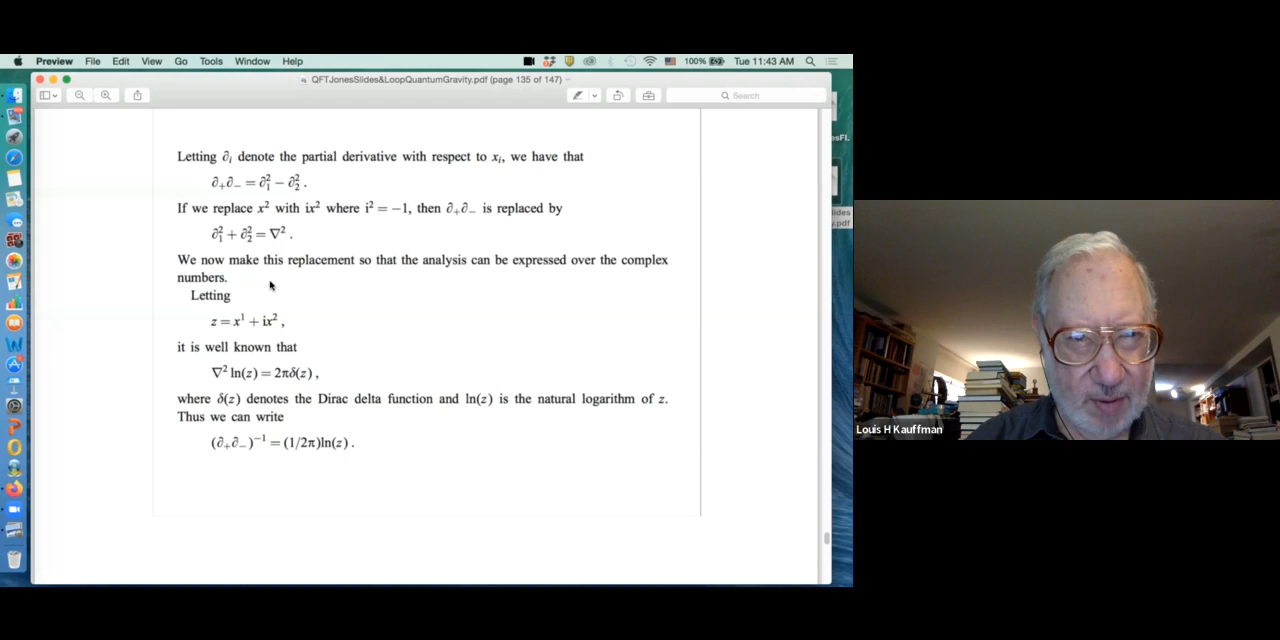 Preview File Edit View Go Tools Window Help 100% Tue 11:43 AM
QFTJonesSlides&LoopQuantumGravity.pdf (page 135 of 147)
Search
Letting ∂ᵢ denote the partial derivative with respect to xᵢ, we have that
∂₊∂₋ = ∂₁² − ∂₂² .
If we replace x² with ix² where i² = −1, then ∂₊∂₋ is replaced by
∂₁² + ∂₂² = ∇² .
We now make this replacement so that the analysis can be expressed over the complex
numbers.
Letting
z = x¹ + ix² ,
it is well known that
∇² ln(z) = 2πδ(z) ,
where δ(z) denotes the Dirac delta function and ln(z) is the natural logarithm of z.
Thus we can write
(∂₊∂₋)⁻¹ = (1/2π)ln(z) .
esFl.
lides
y.pdf
Louis H Kauffman